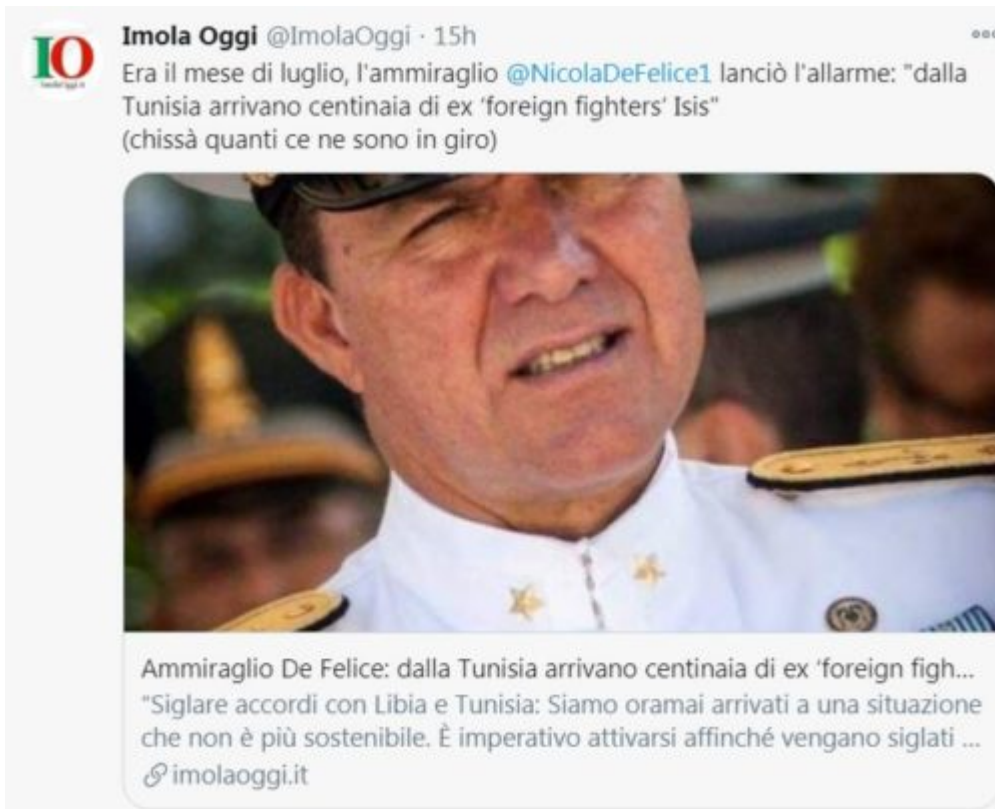 IO
Imola Oggi @ImolaOggi · 15h
Era il mese di luglio, l'ammiraglio @NicolaDeFelice1 lanciò l'allarme: "dalla
Tunisia arrivano centinaia di ex ‘foreign fighters’ Isis"
(chissà quanti ce ne sono in giro)
Ammiraglio De Felice: dalla Tunisia arrivano centinaia di ex ‘foreign figh...
"Siglare accordi con Libia e Tunisia: Siamo oramai arrivati a una situazione
che non è più sostenibile. È imperativo attivarsi affinché vengano siglati ...
imolaoggi.it